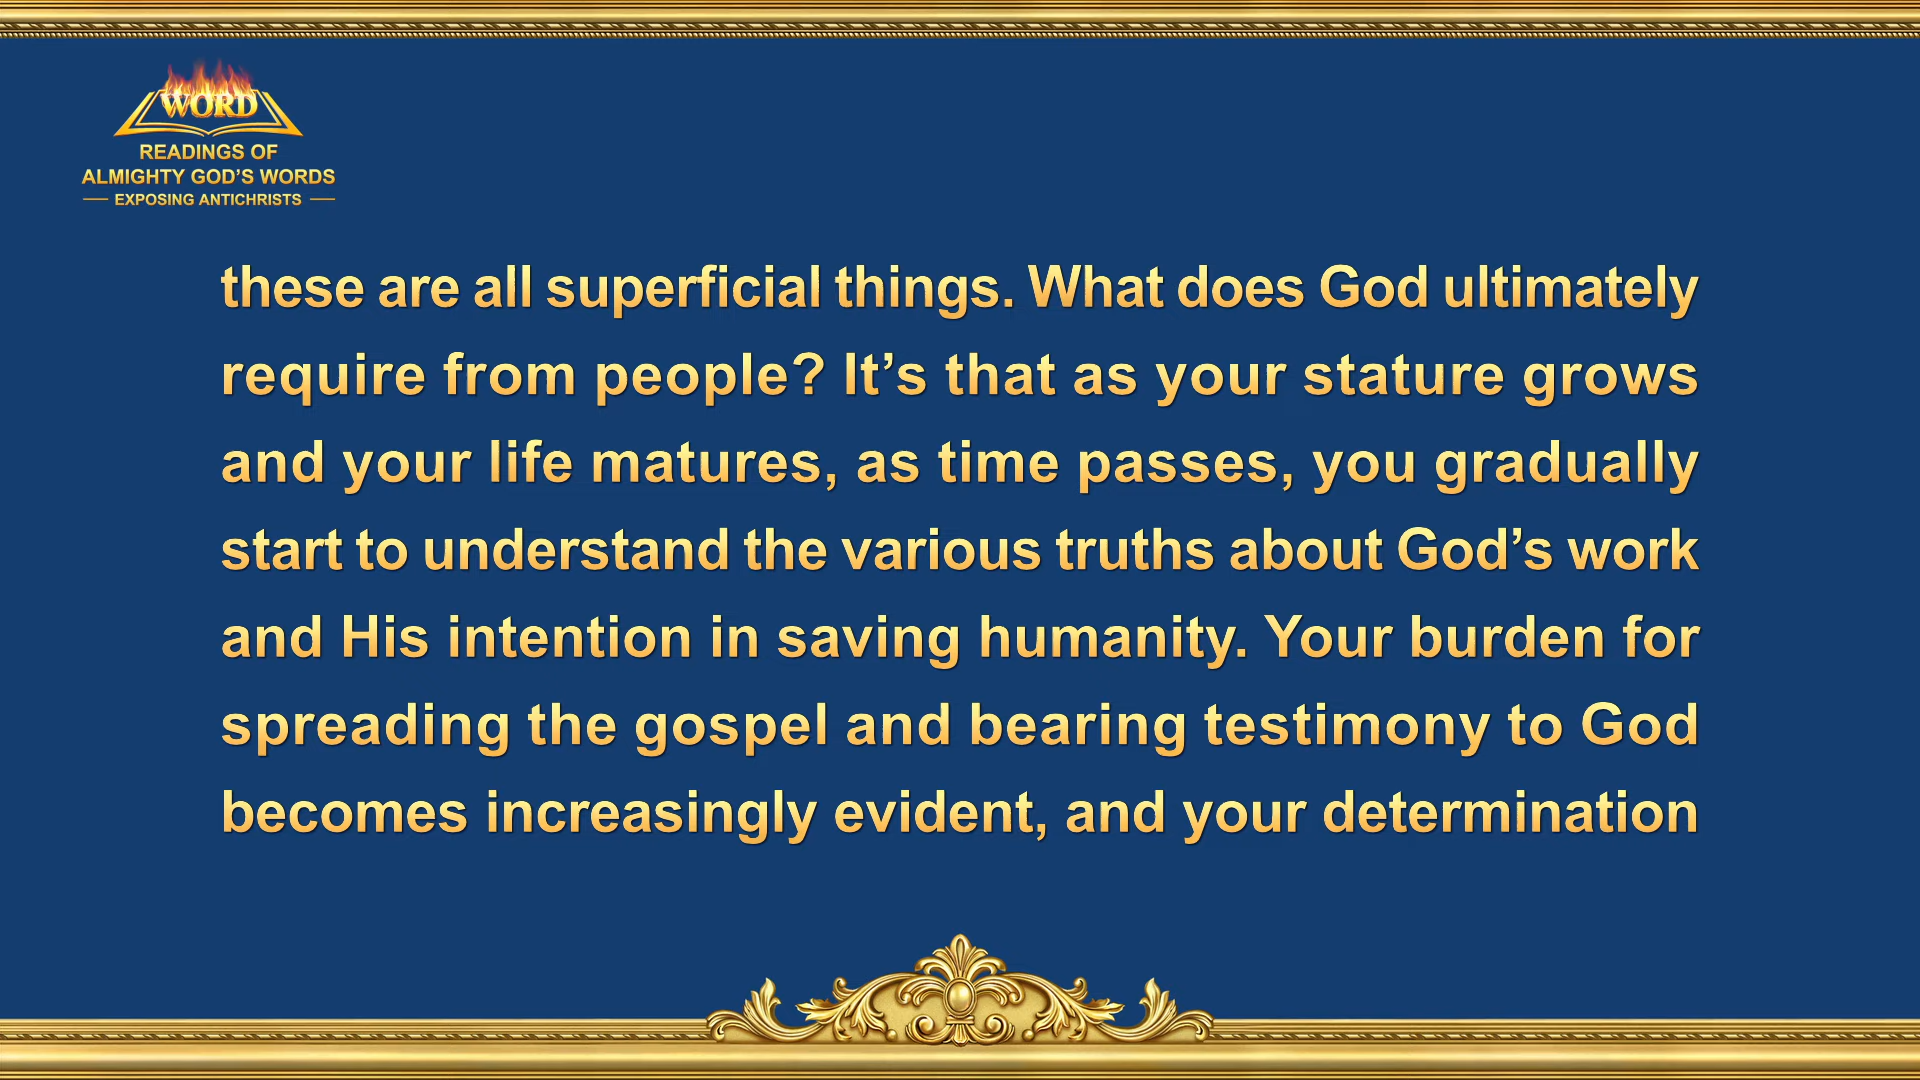 WORD
READINGS OF
ALMIGHTY GOD’S WORDS
EXPOSING ANTICHRISTS
these are all superficial things. What does God ultimately
require from people? It’s that as your stature grows
and your life matures, as time passes, you gradually
start to understand the various truths about God’s work
and His intention in saving humanity. Your burden for
spreading the gospel and bearing testimony to God
becomes increasingly evident, and your determination